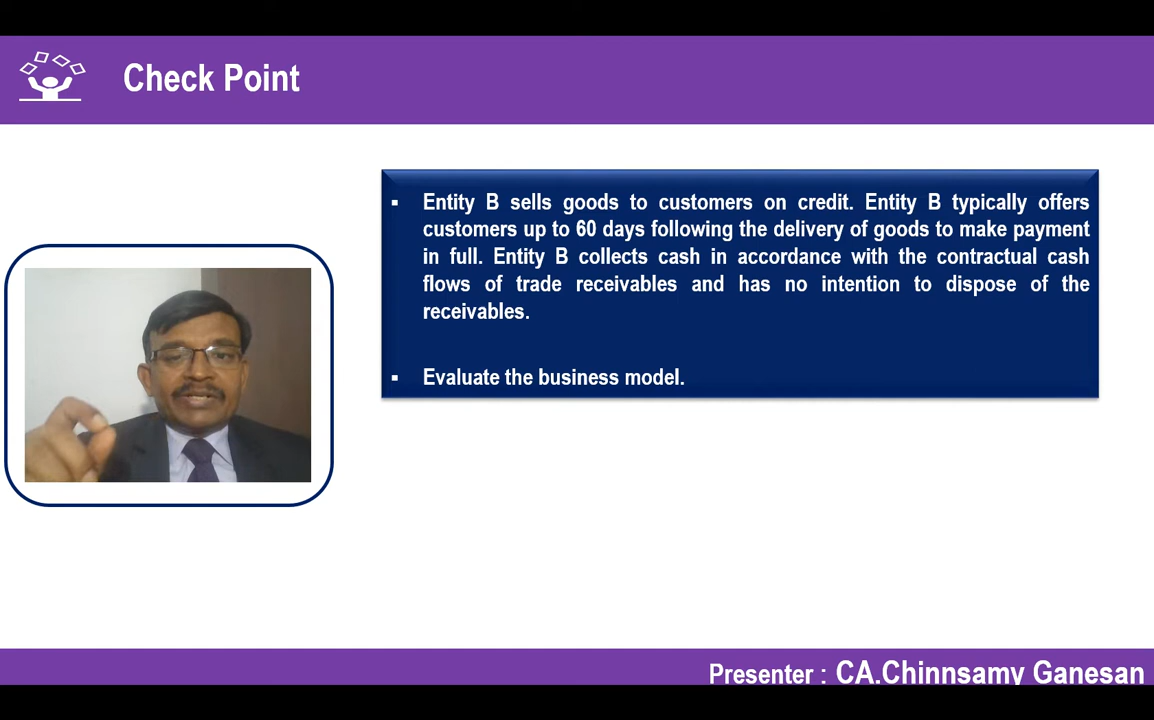 Check Point
▪ Entity B sells goods to customers on credit. Entity B typically offers
customers up to 60 days following the delivery of goods to make payment
in full. Entity B collects cash in accordance with the contractual cash
flows of trade receivables and has no intention to dispose of the
receivables.
▪ Evaluate the business model.
Presenter : CA.Chinnsamy Ganesan